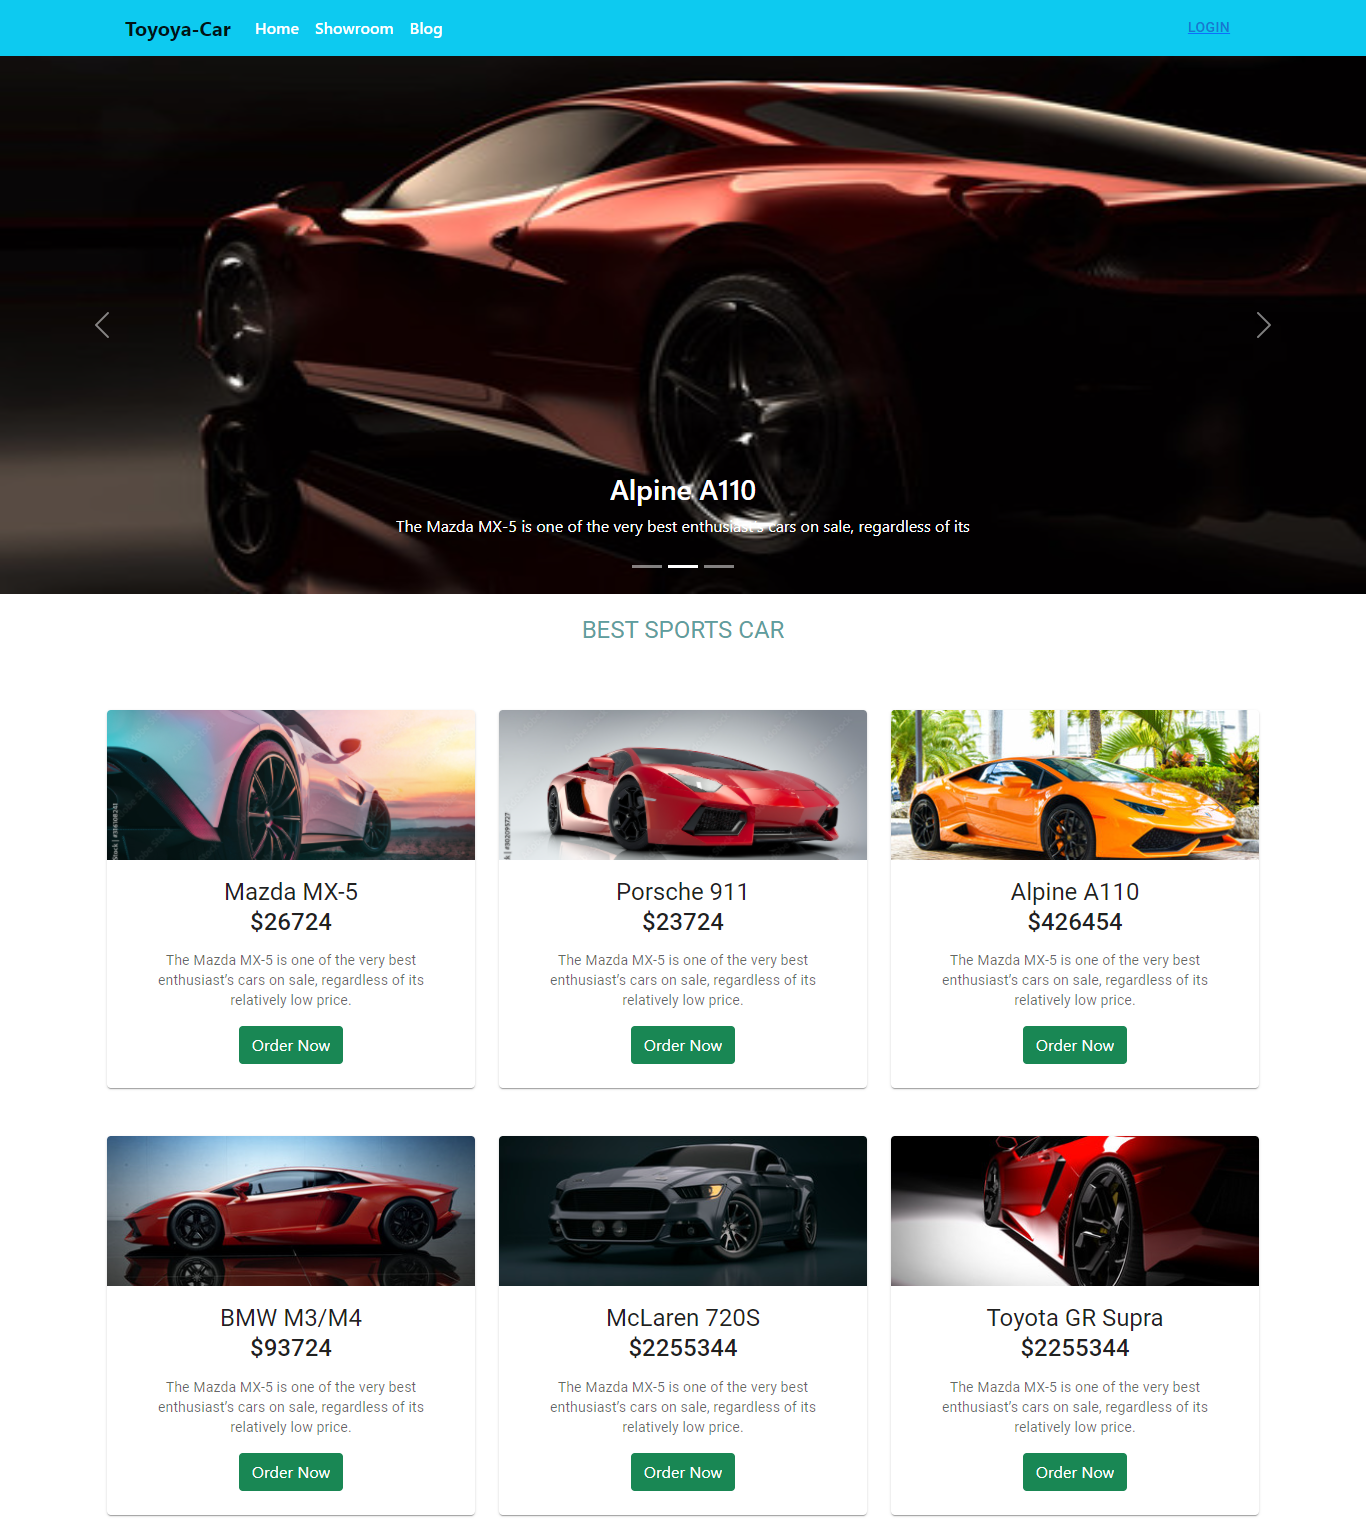 Toyoya-Car Home Showroom Blog LOGIN
Alpine A110
The Mazda MX-5 is one of the very best enthusiast's cars on sale, regardless of its
BEST SPORTS CAR
Mazda MX-5
$26724
The Mazda MX-5 is one of the very best
enthusiast's cars on sale, regardless of its
relatively low price.
Order Now
Porsche 911
$23724
The Mazda MX-5 is one of the very best
enthusiast's cars on sale, regardless of its
relatively low price.
Order Now
Alpine A110
$426454
The Mazda MX-5 is one of the very best
enthusiast's cars on sale, regardless of its
relatively low price.
Order Now
BMW M3/M4
$93724
The Mazda MX-5 is one of the very best
enthusiast's cars on sale, regardless of its
relatively low price.
Order Now
McLaren 720S
$2255344
The Mazda MX-5 is one of the very best
enthusiast's cars on sale, regardless of its
relatively low price.
Order Now
Toyota GR Supra
$2255344
The Mazda MX-5 is one of the very best
enthusiast's cars on sale, regardless of its
relatively low price.
Order Now